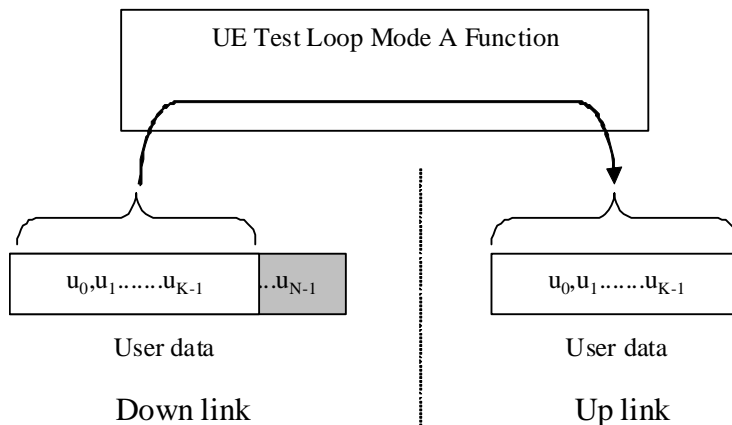 UE Test Loop Mode A Function
u0,u1.......uK-1 ....uN-1
u0,u1.......uK-1
User data
User data
Down link
Up link